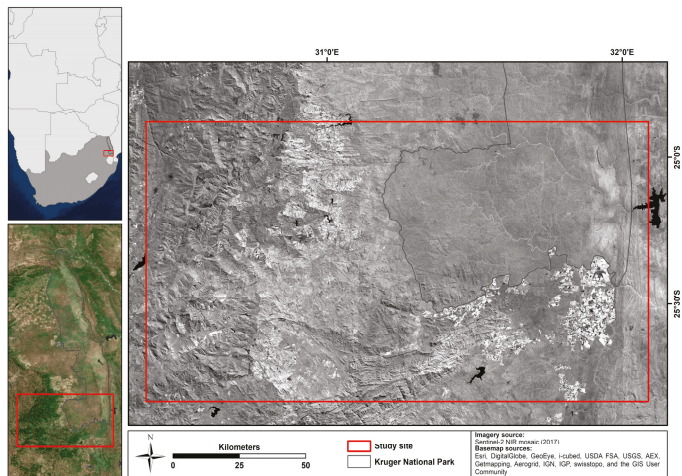 31°0'E
32°0'E
25°0'S
25°30'S
N
Kilometers
0
25
50
Study site
Kruger National Park
Imagery source:
Sentinel-2 NIR mosaic (2017)
Basemap sources:
Esri, DigitalGlobe, GeoEye, i-cubed, USDA FSA, USGS, AEX,
Getmapping, Aerogrid, IGN, IGP, swisstopo, and the GIS User
Community